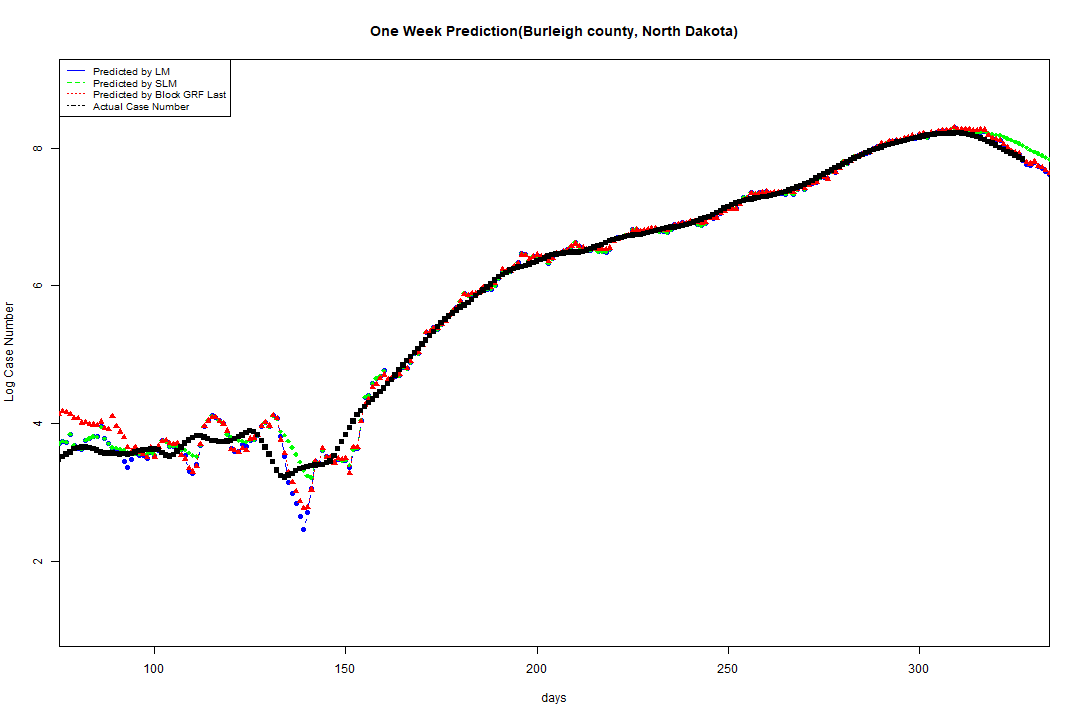 One Week Prediction(Burleigh county, North Dakota)
Predicted by LM
Predicted by SLM
Predicted by Block GRF Last
Actual Case Number
8
6
4
2
Log Case Number
100 150 200 250 300
days